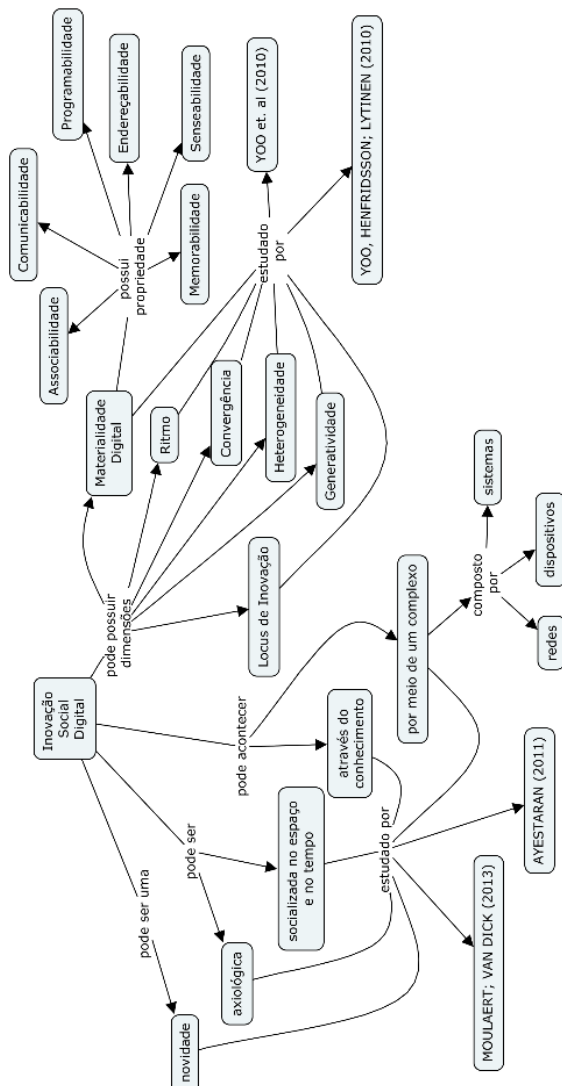 Inovação
Social
Digital
pode ser uma
novidade
pode ser
axiológica
socializada no espaço
e no tempo
pode acontecer
através do
conhecimento
por meio de um complexo
composto
por
redes
dispositivos
sistemas
estudado por
MOULAERT; VAN DICK (2013)
AYESTARAN (2011)
pode possuir
dimensões
Locus de Inovação
Generatividade
Heterogeneidade
Convergência
Ritmo
Materialidade
Digital
possui
propriedade
Associabilidade
Comunicabilidade
Programabilidade
Endereçabilidade
Senseabilidade
Memorabilidade
estudado
por
YOO et. al (2010)
YOO, HENFRIDSSON; LYTINEN (2010)